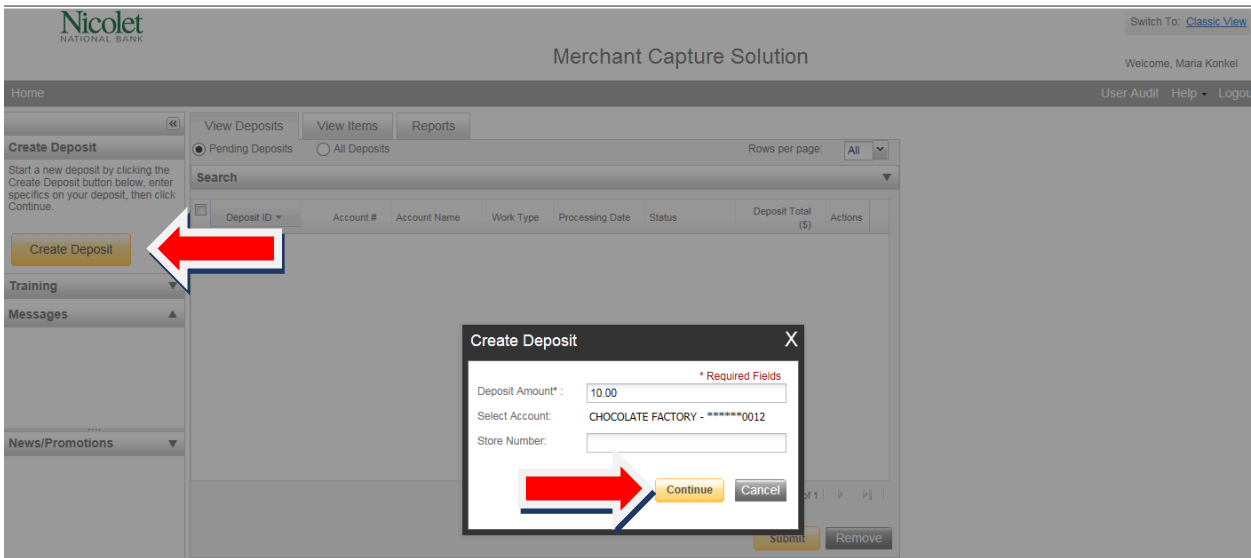 Nicolet
NATIONAL BANK
Switch To: Classic View
Merchant Capture Solution
Welcome, Maria Konkel
Home
User Audit Help Logou
View Deposits View Items Reports
Create Deposit
Pending Deposits All Deposits Rows per page: All
Start a new deposit by clicking the
Create Deposit button below, enter
specifics on your deposit, then click
Continue.
Search
Deposit ID Account # Account Name Work Type Processing Date Status Deposit Total
($) Actions
Create Deposit
Training
Messages
News/Promotions
Create Deposit X
* Required Fields
Deposit Amount* : 10.00
Select Account: CHOCOLATE FACTORY - ******0012
Store Number:
Continue Cancel
of 1
Submit Remove